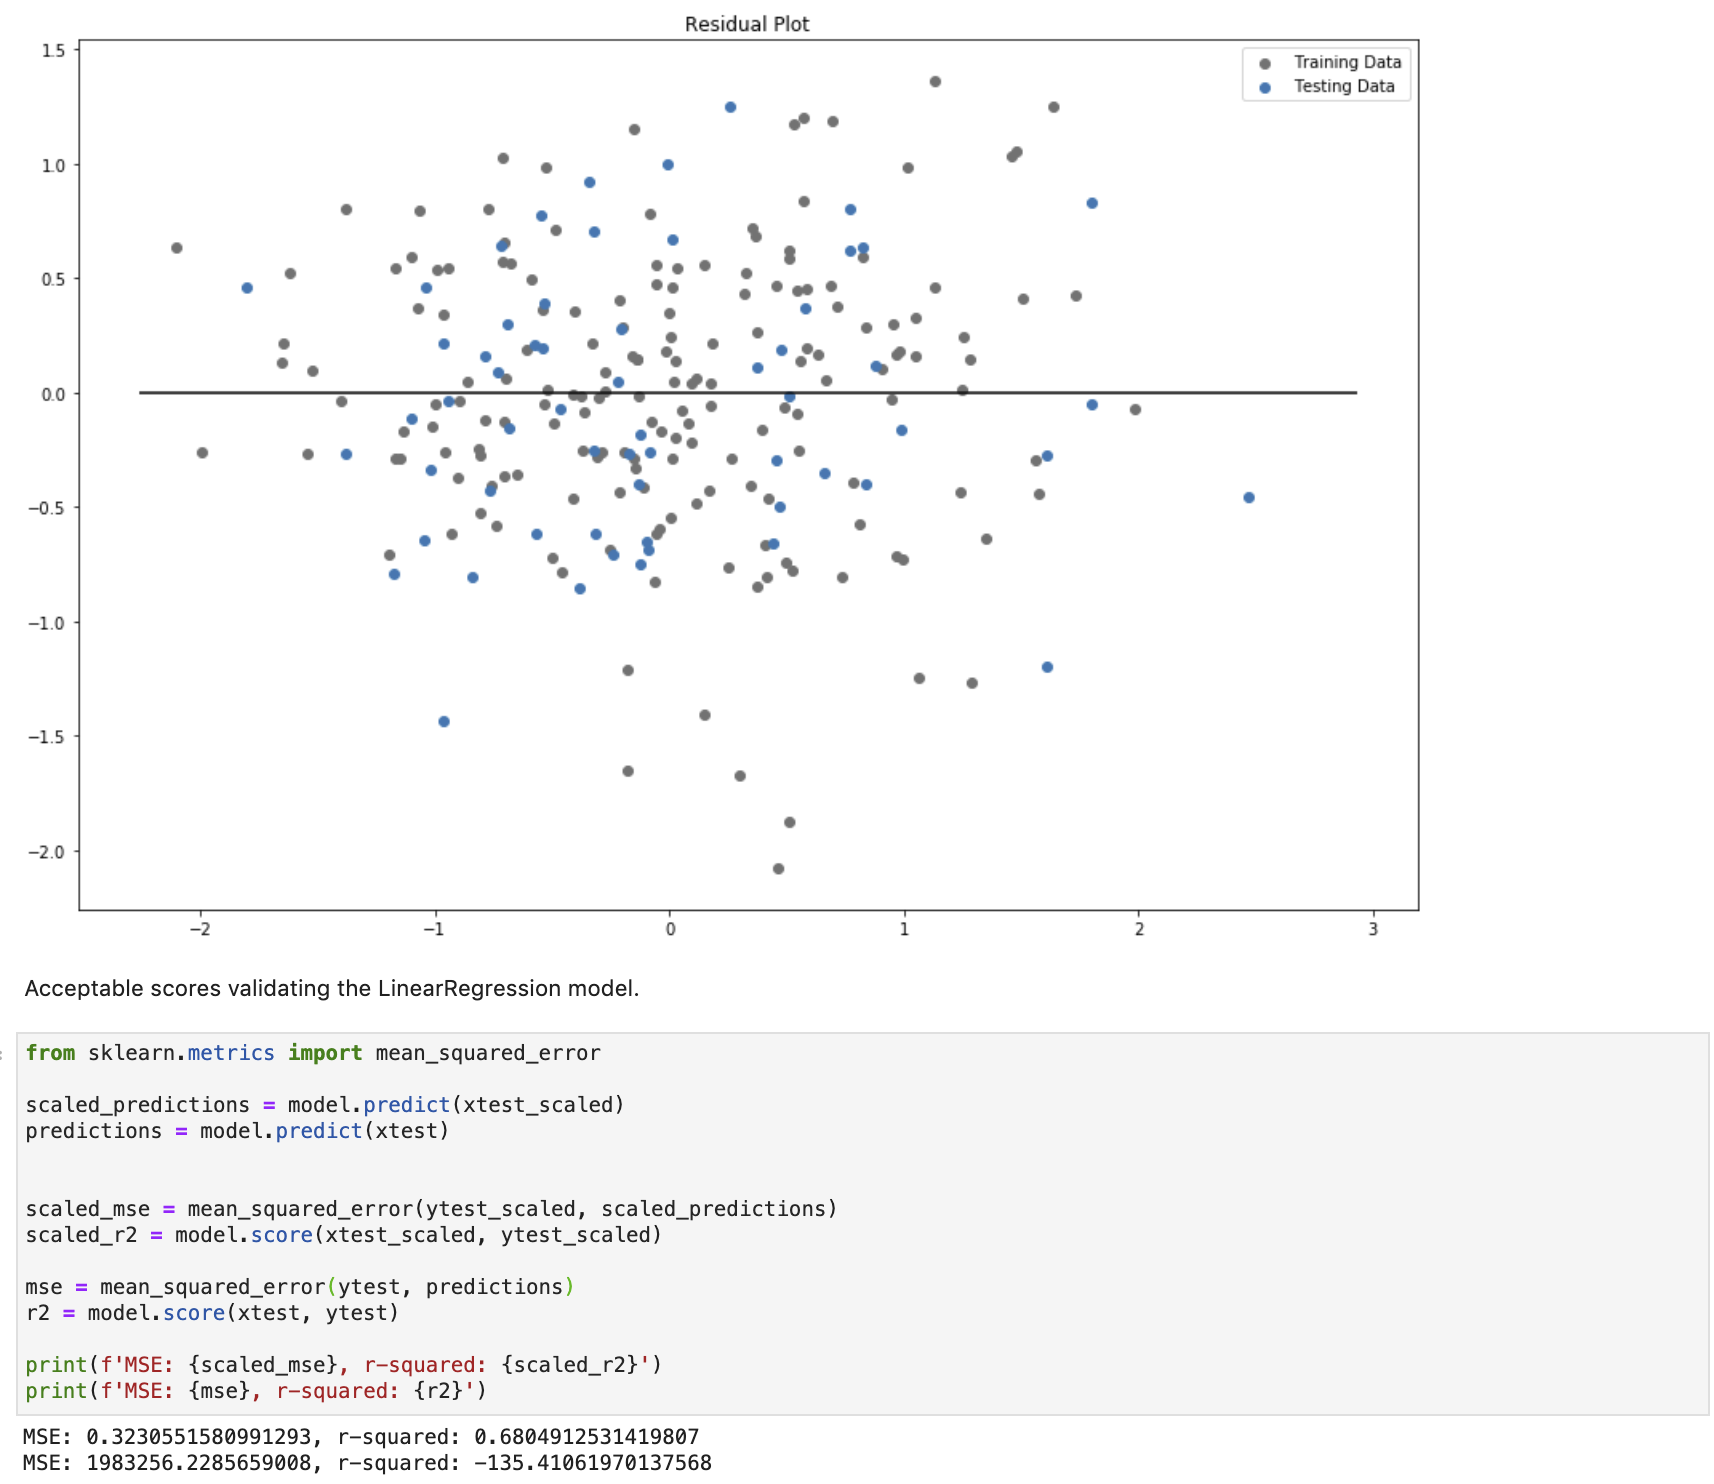 Residual Plot
Training Data
Testing Data
1.5
1.0
0.5
0.0
−0.5
−1.0
−1.5
−2.0
−2 −1 0 1 2 3
Acceptable scores validating the LinearRegression model.
from sklearn.metrics import mean_squared_error
scaled_predictions = model.predict(xtest_scaled)
predictions = model.predict(xtest)
scaled_mse = mean_squared_error(ytest_scaled, scaled_predictions)
scaled_r2 = model.score(xtest_scaled, ytest_scaled)
mse = mean_squared_error(ytest, predictions)
r2 = model.score(xtest, ytest)
print(f'MSE: {scaled_mse}, r-squared: {scaled_r2}')
print(f'MSE: {mse}, r-squared: {r2}')
MSE: 0.3230551580991293, r-squared: 0.6804912531419807
MSE: 1983256.2285659008, r-squared: -135.41061970137568